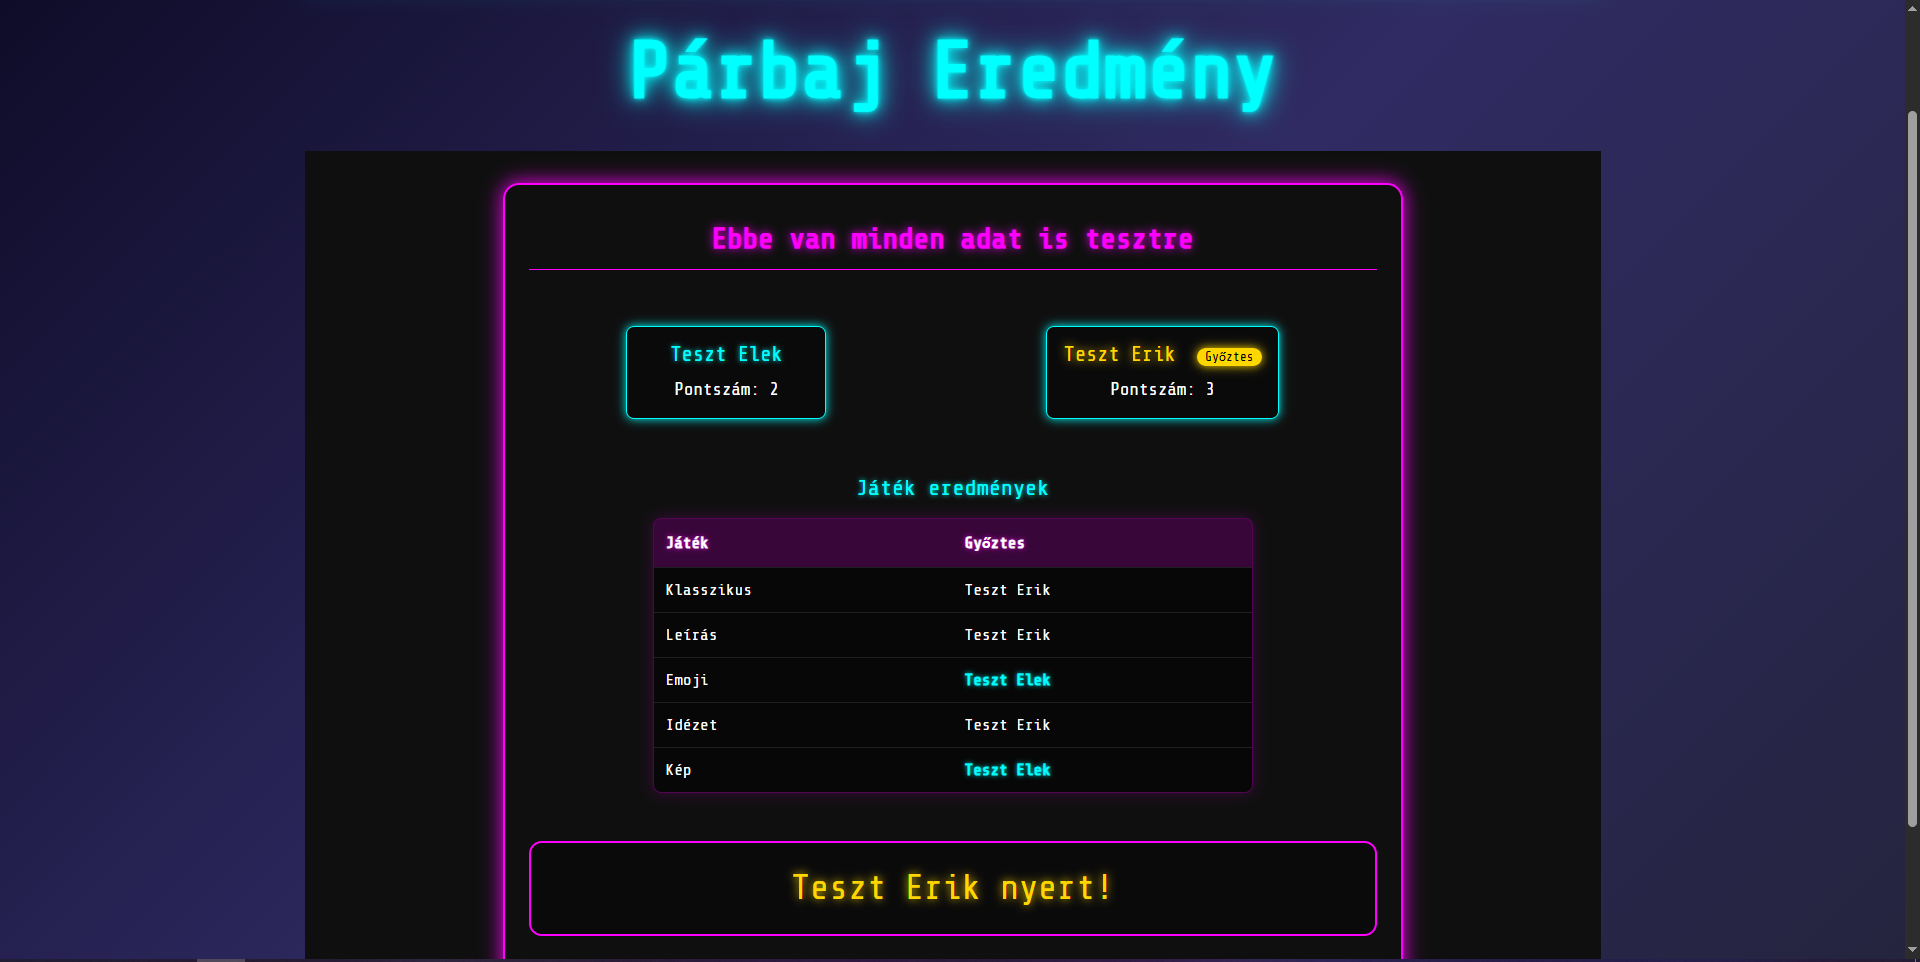 Párbaj Eredmény
Ebbe van minden adat is tesztre
Teszt Elek
Pontszám: 2
Teszt Erik Győztes
Pontszám: 3
Játék eredmények
Játék Győztes
Klasszikus Teszt Erik
Leírás Teszt Erik
Emoji Teszt Elek
Idézet Teszt Erik
Kép Teszt Elek
Teszt Erik nyert!